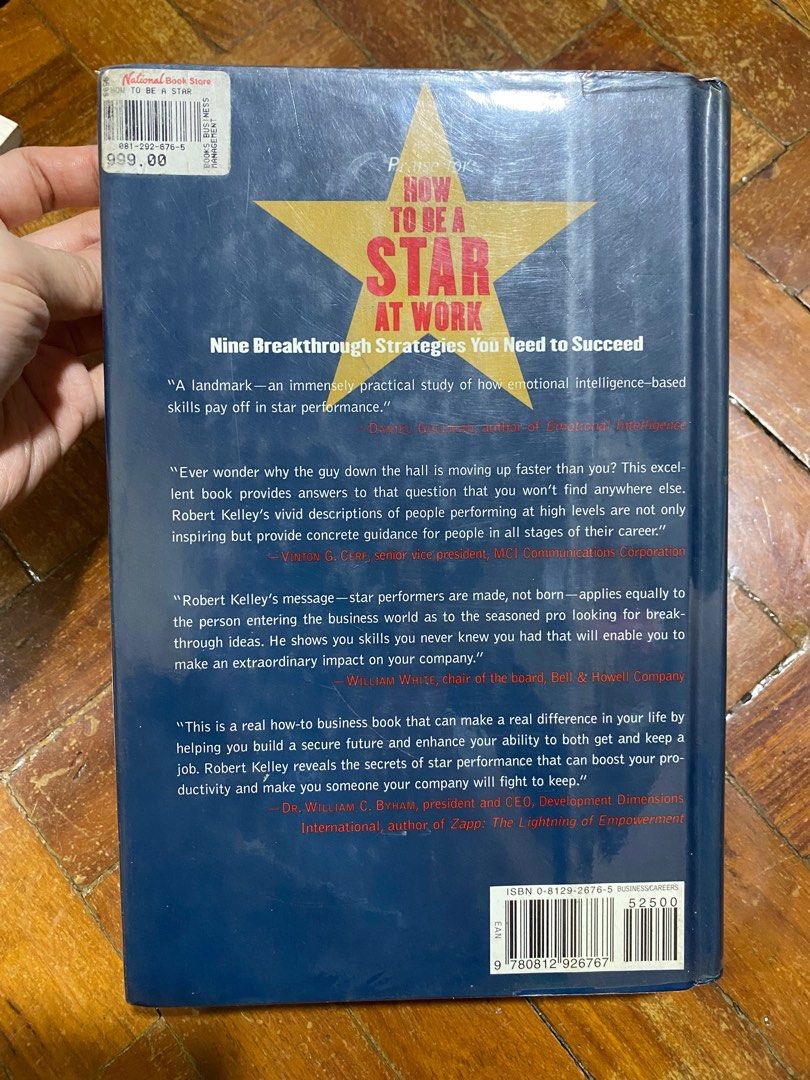 National Book Store
HOW TO BE A STAR
081-292-676-5
999.00
BOOKS BUSINESS
MANAGEMENT
Praise for
HOW
TO BE A
STAR
AT WORK
Nine Breakthrough Strategies You Need to Succeed
“A landmark—an immensely practical study of how emotional intelligence–based
skills pay off in star performance.”
— DANIEL GOLEMAN, author of Emotional Intelligence
“Ever wonder why the guy down the hall is moving up faster than you? This excel-
lent book provides answers to that question that you won’t find anywhere else.
Robert Kelley’s vivid descriptions of people performing at high levels are not only
inspiring but provide concrete guidance for people in all stages of their career.”
— VINTON G. CERF, senior vice president, MCI Communications Corporation
“Robert Kelley’s message—star performers are made, not born—applies equally to
the person entering the business world as to the seasoned pro looking for break-
through ideas. He shows you skills you never knew you had that will enable you to
make an extraordinary impact on your company.”
— WILLIAM WHITE, chair of the board, Bell & Howell Company
“This is a real how-to business book that can make a real difference in your life by
helping you build a secure future and enhance your ability to both get and keep a
job. Robert Kelley reveals the secrets of star performance that can boost your pro-
ductivity and make you someone your company will fight to keep.”
— DR. WILLIAM C. BYHAM, president and CEO, Development Dimensions
International, author of Zapp: The Lightning of Empowerment
ISBN 0-8129-2676-5 BUSINESS/CAREERS
52500
EAN
9 780812 926767